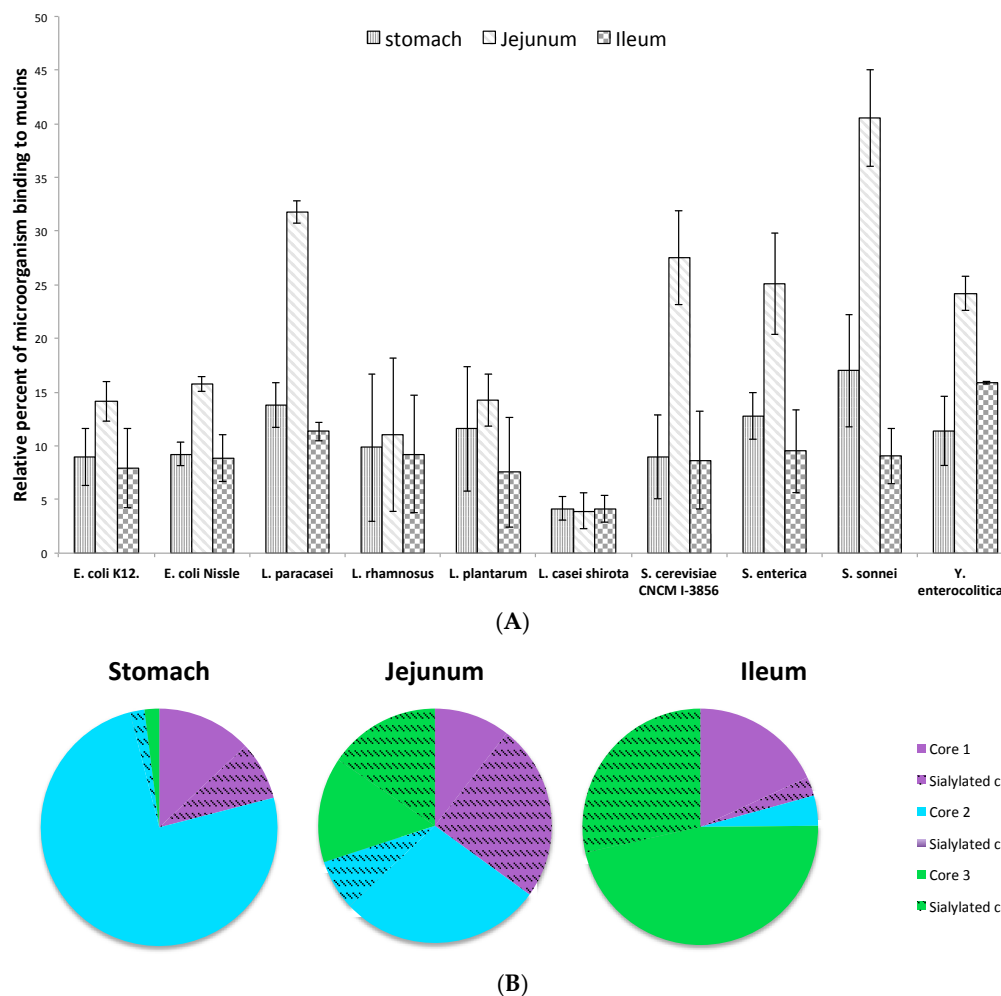 50
45
40
35
30
25
20
15
10
5
0
Relative percent of microorganism binding to mucins
stomach Jejunum Ileum
E. coli K12. E. coli Nissle L. paracasei L. rhamnosus L. plantarum L. casei shirota S. cerevisiae S. enterica S. sonnei Y.
CNCM I-3856 enterocolitica
(A)
Stomach Jejunum Ileum
Core 1
Sialylated c
Core 2
Sialylated c
Core 3
Sialylated c
(B)